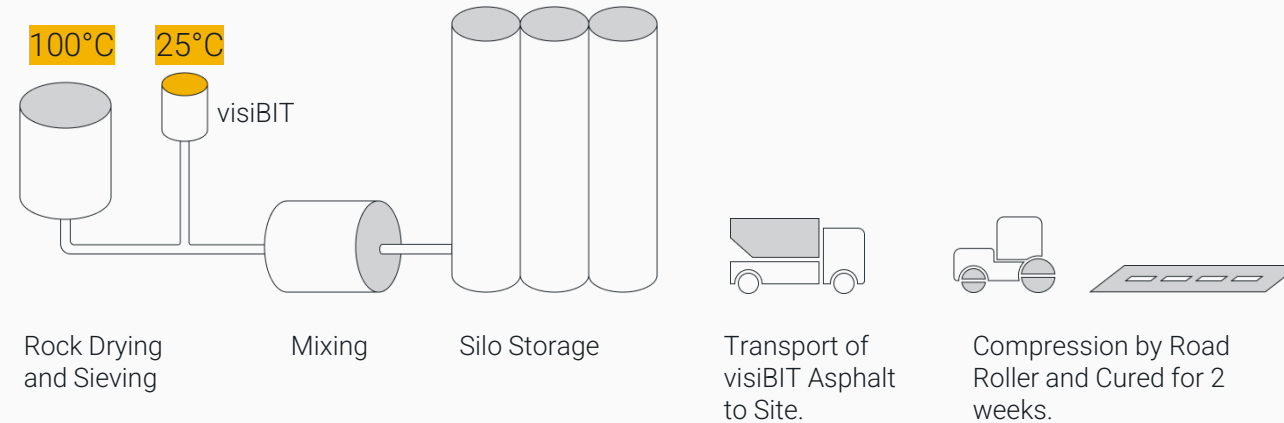 100°C
25°C
visiBIT
Rock Drying
and Sieving
Mixing
Silo Storage
Transport of
visiBIT Asphalt
to Site.
Compression by Road
Roller and Cured for 2
weeks.